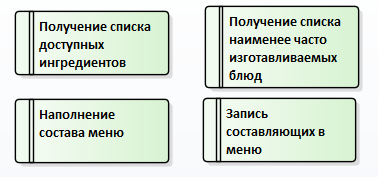 Получение списка
доступных
ингредиентов
Получение списка
наименее часто
изготавливаемых
блюд
Наполнение
состава меню
Запись
составляющих в
меню